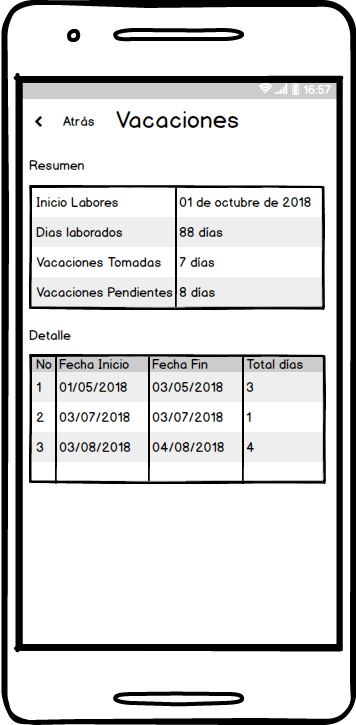 16:57
Atrás Vacaciones
Resumen
Inicio Labores 01 de octubre de 2018
Dias laborados 88 días
Vacaciones Tomadas 7 días
Vacaciones Pendientes 8 días
Detalle
No Fecha Inicio Fecha Fin Total días
1 01/05/2018 03/05/2018 3
2 03/07/2018 03/07/2018 1
3 03/08/2018 04/08/2018 4